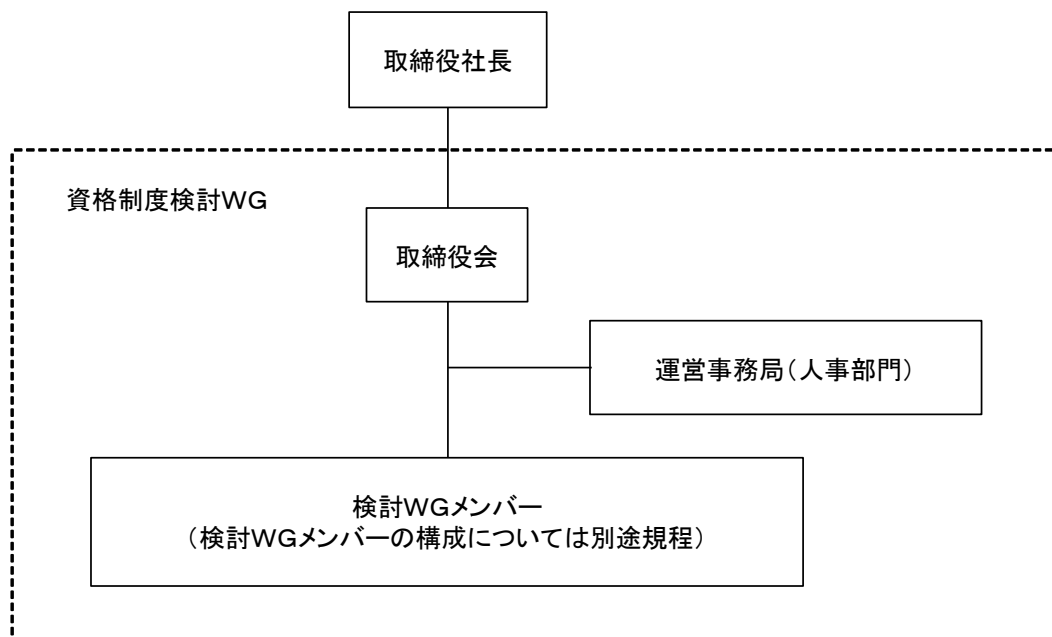 取締役社長
資格制度検討WG
取締役会
運営事務局（人事部門）
検討WGメンバー
（検討WGメンバーの構成については別途規程）